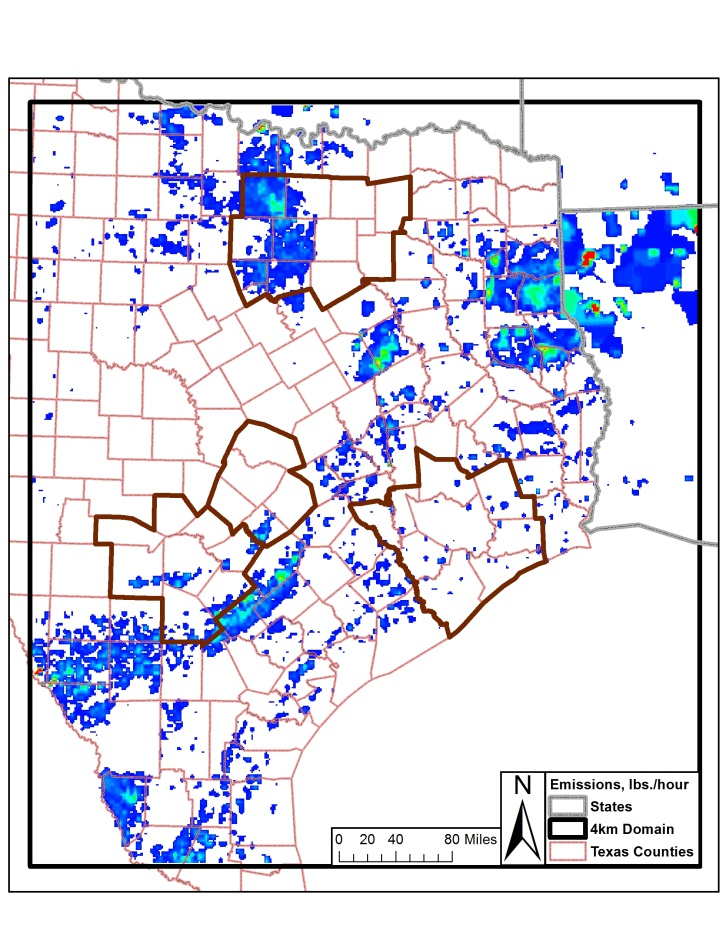 N
Emissions, lbs./hour
States
4km Domain
Texas Counties
0 20 40 80 Miles